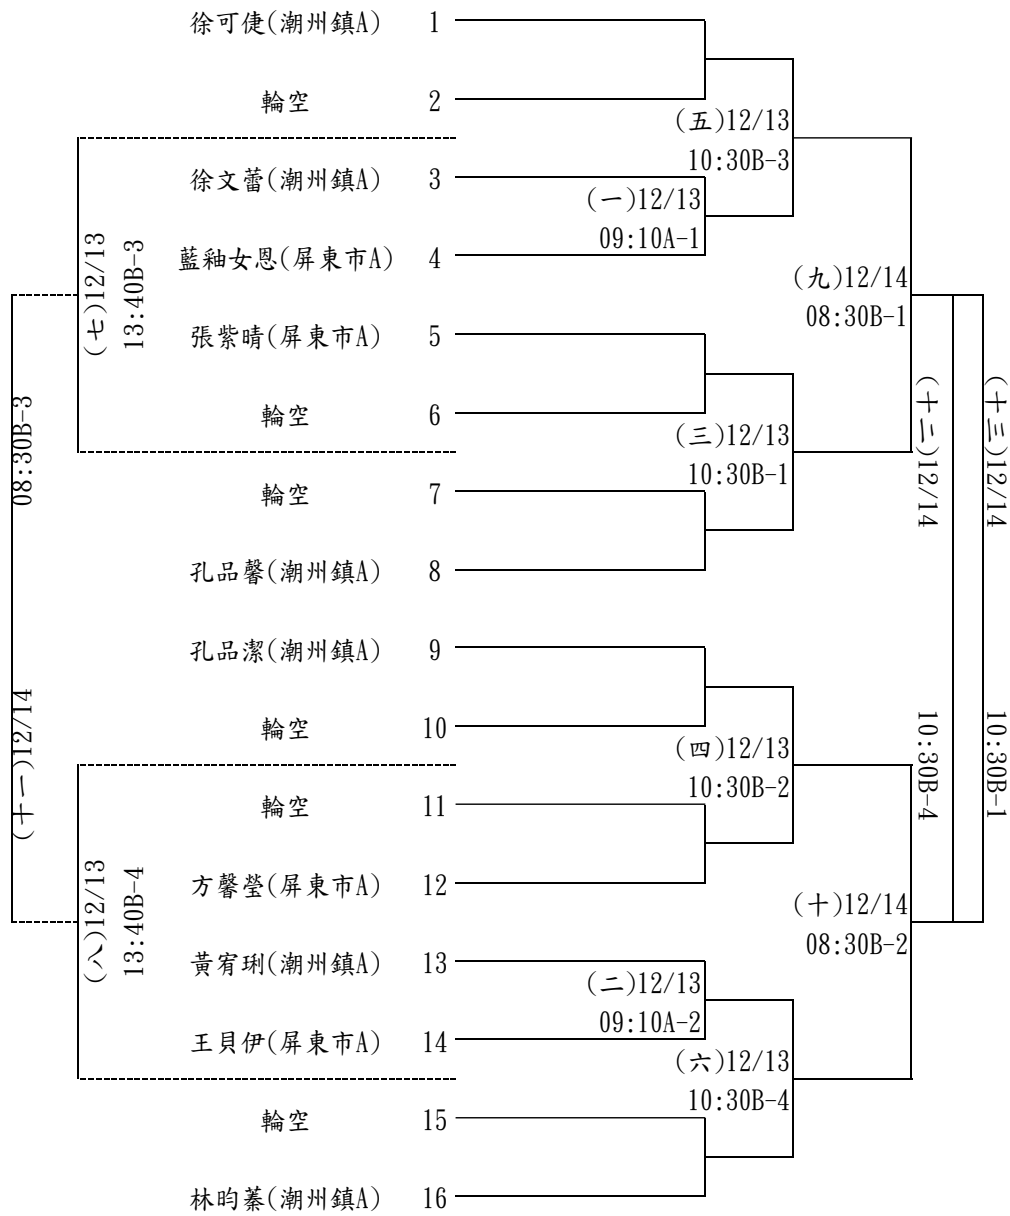 徐可倢(潮州鎮A) 1
輪空 2
(五)12/13
10:30B-3
徐文蕾(潮州鎮A) 3
(一)12/13
09:10A-1
藍釉女恩(屏東市A) 4
(七)12/13
13:40B-3
(九)12/14
08:30B-1
張紫晴(屏東市A) 5
輪空 6
(三)12/13
10:30B-1
輪空 7
孔品馨(潮州鎮A) 8
(十一)12/14
08:30B-3
(十二)12/14
10:30B-4
(十三)12/14
10:30B-1
孔品潔(潮州鎮A) 9
輪空 10
(四)12/13
10:30B-2
輪空 11
方馨瑩(屏東市A) 12
(八)12/13
13:40B-4
(十)12/14
08:30B-2
黃宥琍(潮州鎮A) 13
(二)12/13
09:10A-2
王貝伊(屏東市A) 14
(六)12/13
10:30B-4
輪空 15
林昀蓁(潮州鎮A) 16